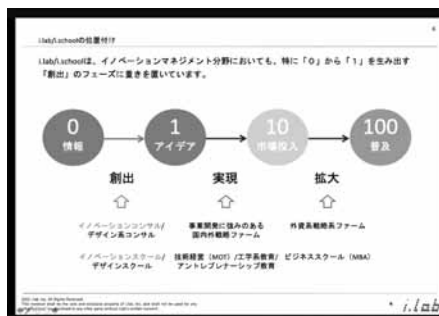 i.lab/i.schoolの位置付け
i.lab/i.schoolは、イノベーションマネジメント分野においても、特に「0」から「1」を生み出す
「創出」のフェーズに重きを置いています。
0
情報
1
アイデア
10
市場投入
100
普及
創出
実現
拡大
イノベーションコンサル/
デザイン系コンサル
事業開発に強みのある
国内外戦略ファーム
外資系戦略系ファーム
イノベーションスクール/
デザインスクール
技術経営（MOT）/工学系教育/
アントレプレナーシップ教育
ビジネススクール（MBA）
i.lab